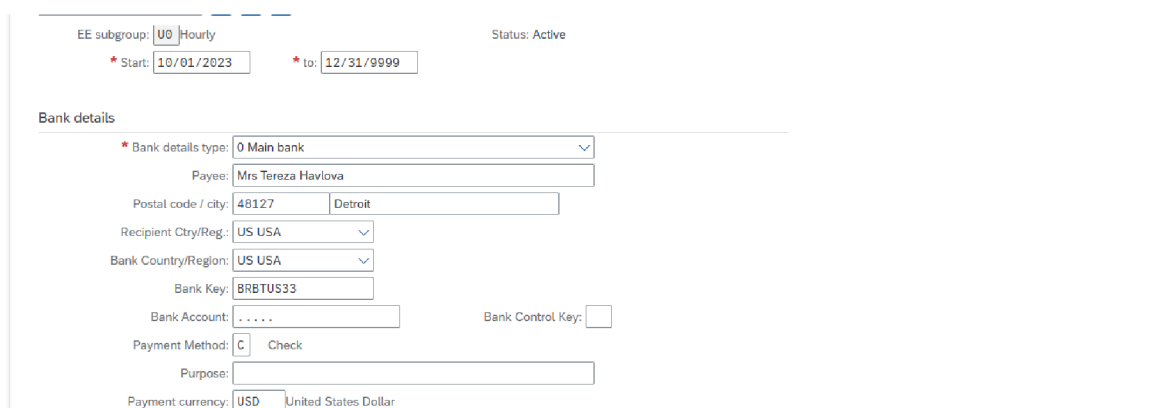 EE subgroup: U0 Hourly Status: Active
* Start: 10/01/2023 * to: 12/31/9999
Bank details
* Bank details type: 0 Main bank
Payee: Mrs Tereza Havlova
Postal code / city: 48127 Detroit
Recipient Ctry/Reg.: US USA
Bank Country/Region: US USA
Bank Key: BRBTUS33
Bank Account: ..... Bank Control Key:
Payment Method: C Check
Purpose:
Payment currency: USD United States Dollar